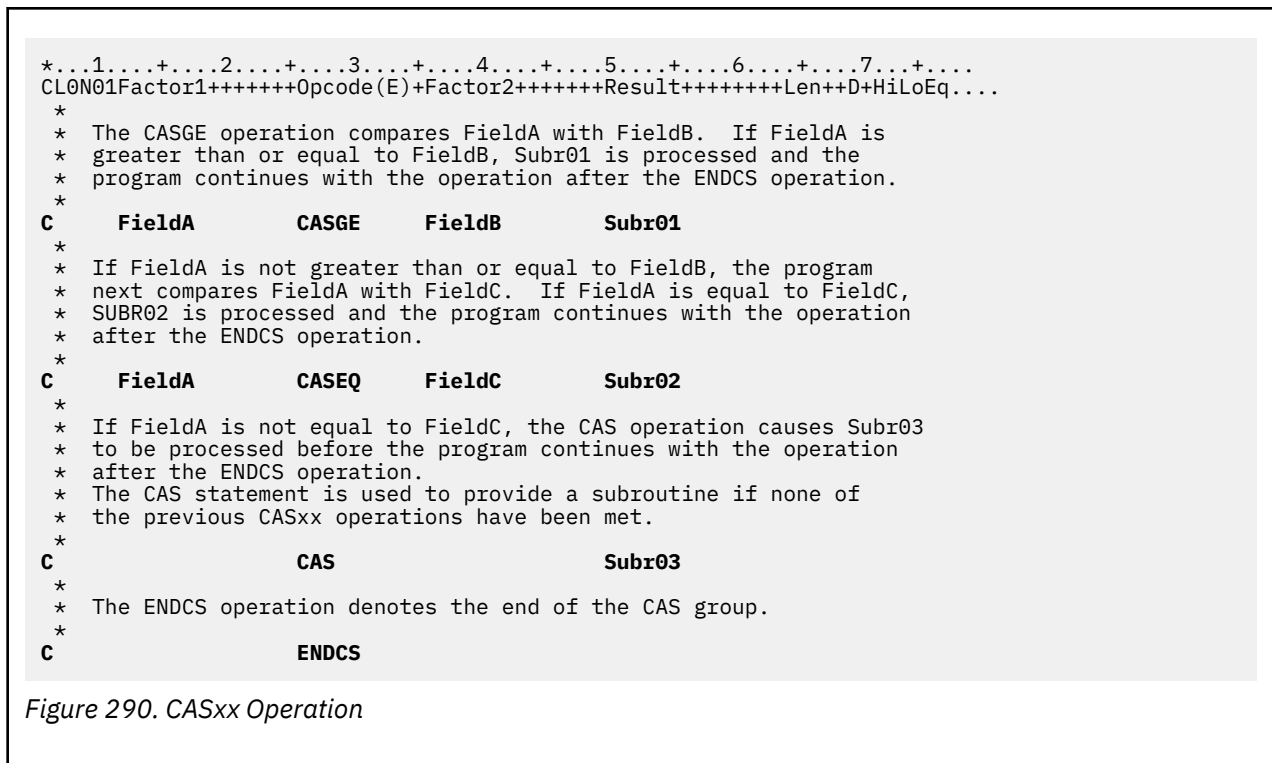 *...1....+....2....+....3....+....4....+....5....+....6....+....7...+....
CL0N01Factor1+++++++Opcode(E)+Factor2+++++++Result++++++++Len++D+HiLoEq....
 *
 *  The CASGE operation compares FieldA with FieldB.  If FieldA is
 *  greater than or equal to FieldB, Subr01 is processed and the
 *  program continues with the operation after the ENDCS operation.
 *
C     FieldA        CASGE     FieldB        Subr01
 *
 *  If FieldA is not greater than or equal to FieldB, the program
 *  next compares FieldA with FieldC.  If FieldA is equal to FieldC,
 *  SUBR02 is processed and the program continues with the operation
 *  after the ENDCS operation.
 *
C     FieldA        CASEQ     FieldC        Subr02
 *
 *  If FieldA is not equal to FieldC, the CAS operation causes Subr03
 *  to be processed before the program continues with the operation
 *  after the ENDCS operation.
 *  The CAS statement is used to provide a subroutine if none of
 *  the previous CASxx operations have been met.
 *
C                   CAS                     Subr03
 *
 *  The ENDCS operation denotes the end of the CAS group.
 *
C                   ENDCS
Figure 290. CASxx Operation